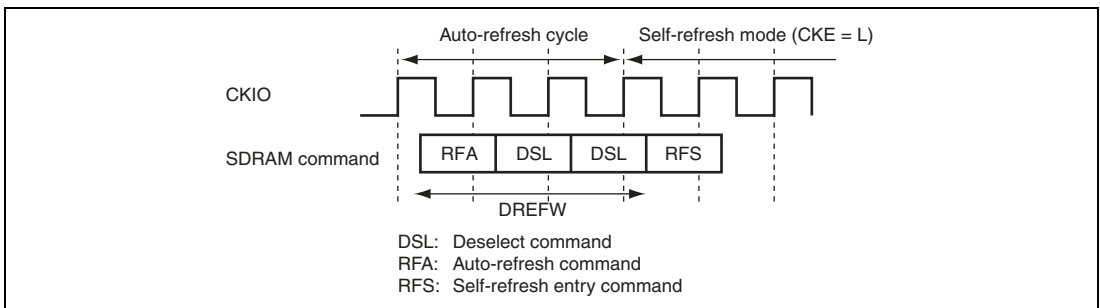 Auto-refresh cycle
Self-refresh mode (CKE = L)
CKIO
SDRAM command
RFA
DSL
DSL
RFS
DREFW
DSL: Deselect command
RFA: Auto-refresh command
RFS: Self-refresh entry command